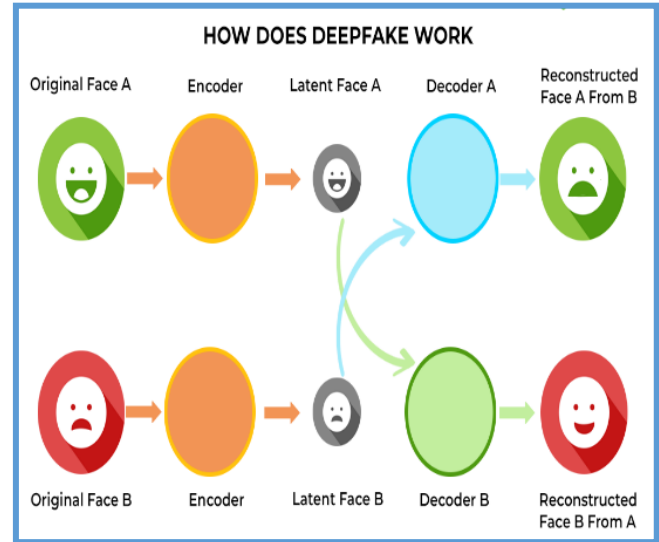 HOW DOES DEEPFAKE WORK
Original Face A
Encoder
Latent Face A
Decoder A
Reconstructed
Face A From B
Original Face B
Encoder
Latent Face B
Decoder B
Reconstructed
Face B From A